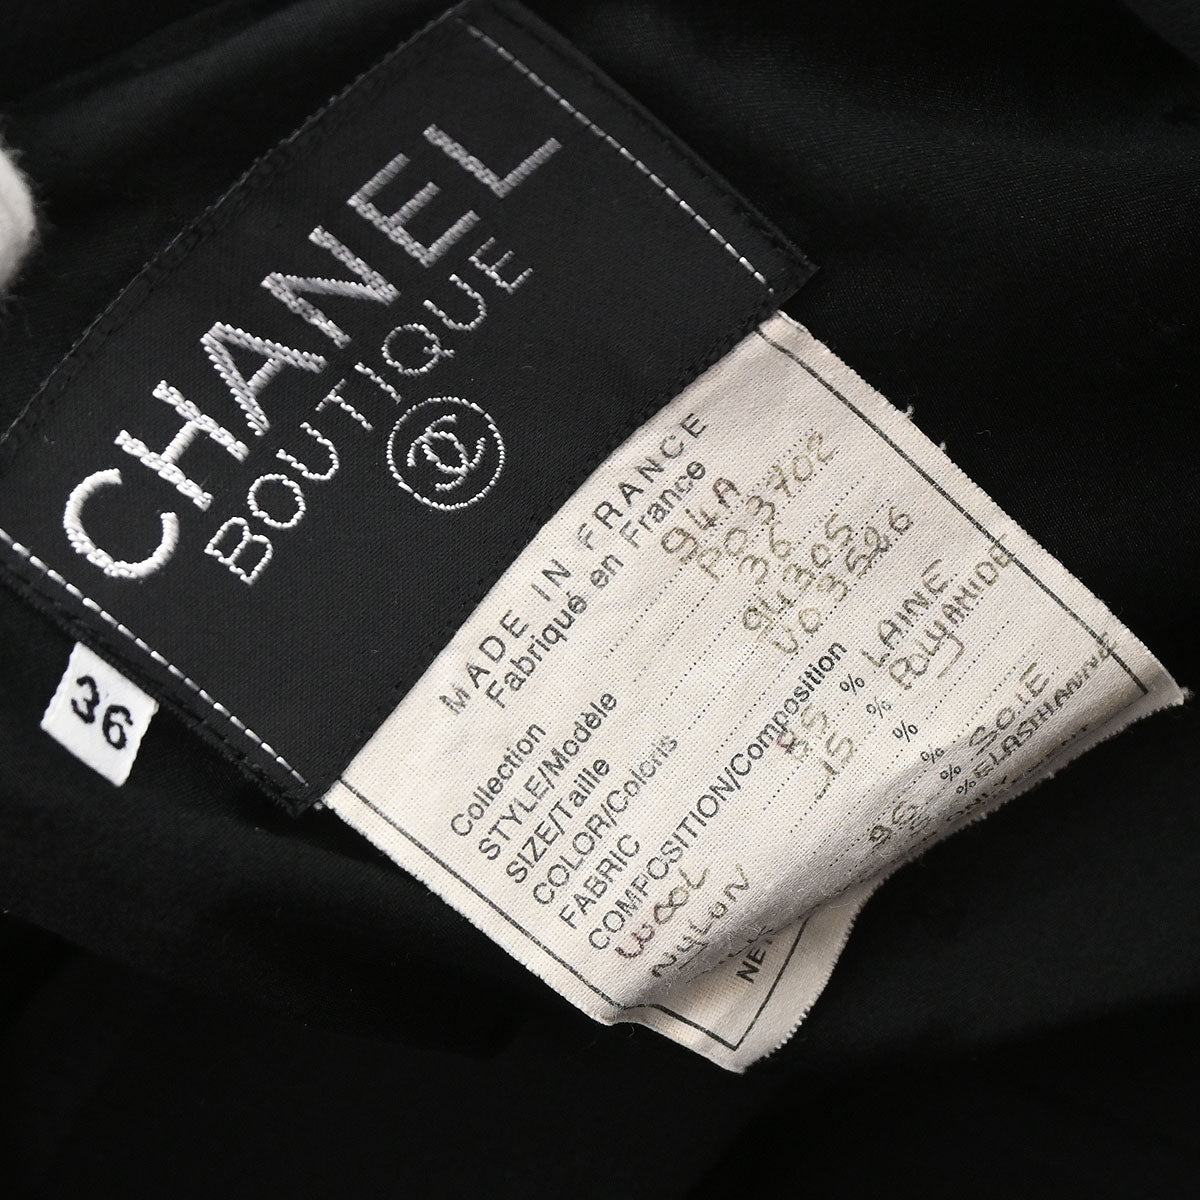 CHANEL
BOUTIQUE
36
MADE IN FRANCE
Fabriqué en France
Collection 94A
STYLE/Modèle P03702
SIZE/Taille 36
COLOR/Coloris 94305
FABRIC V03526
COMPOSITION/Composition
WOOL 85 % LAINE
NYLON 15 % POLYAMIDE
%
% SOIE
% ELASTHANNE
%